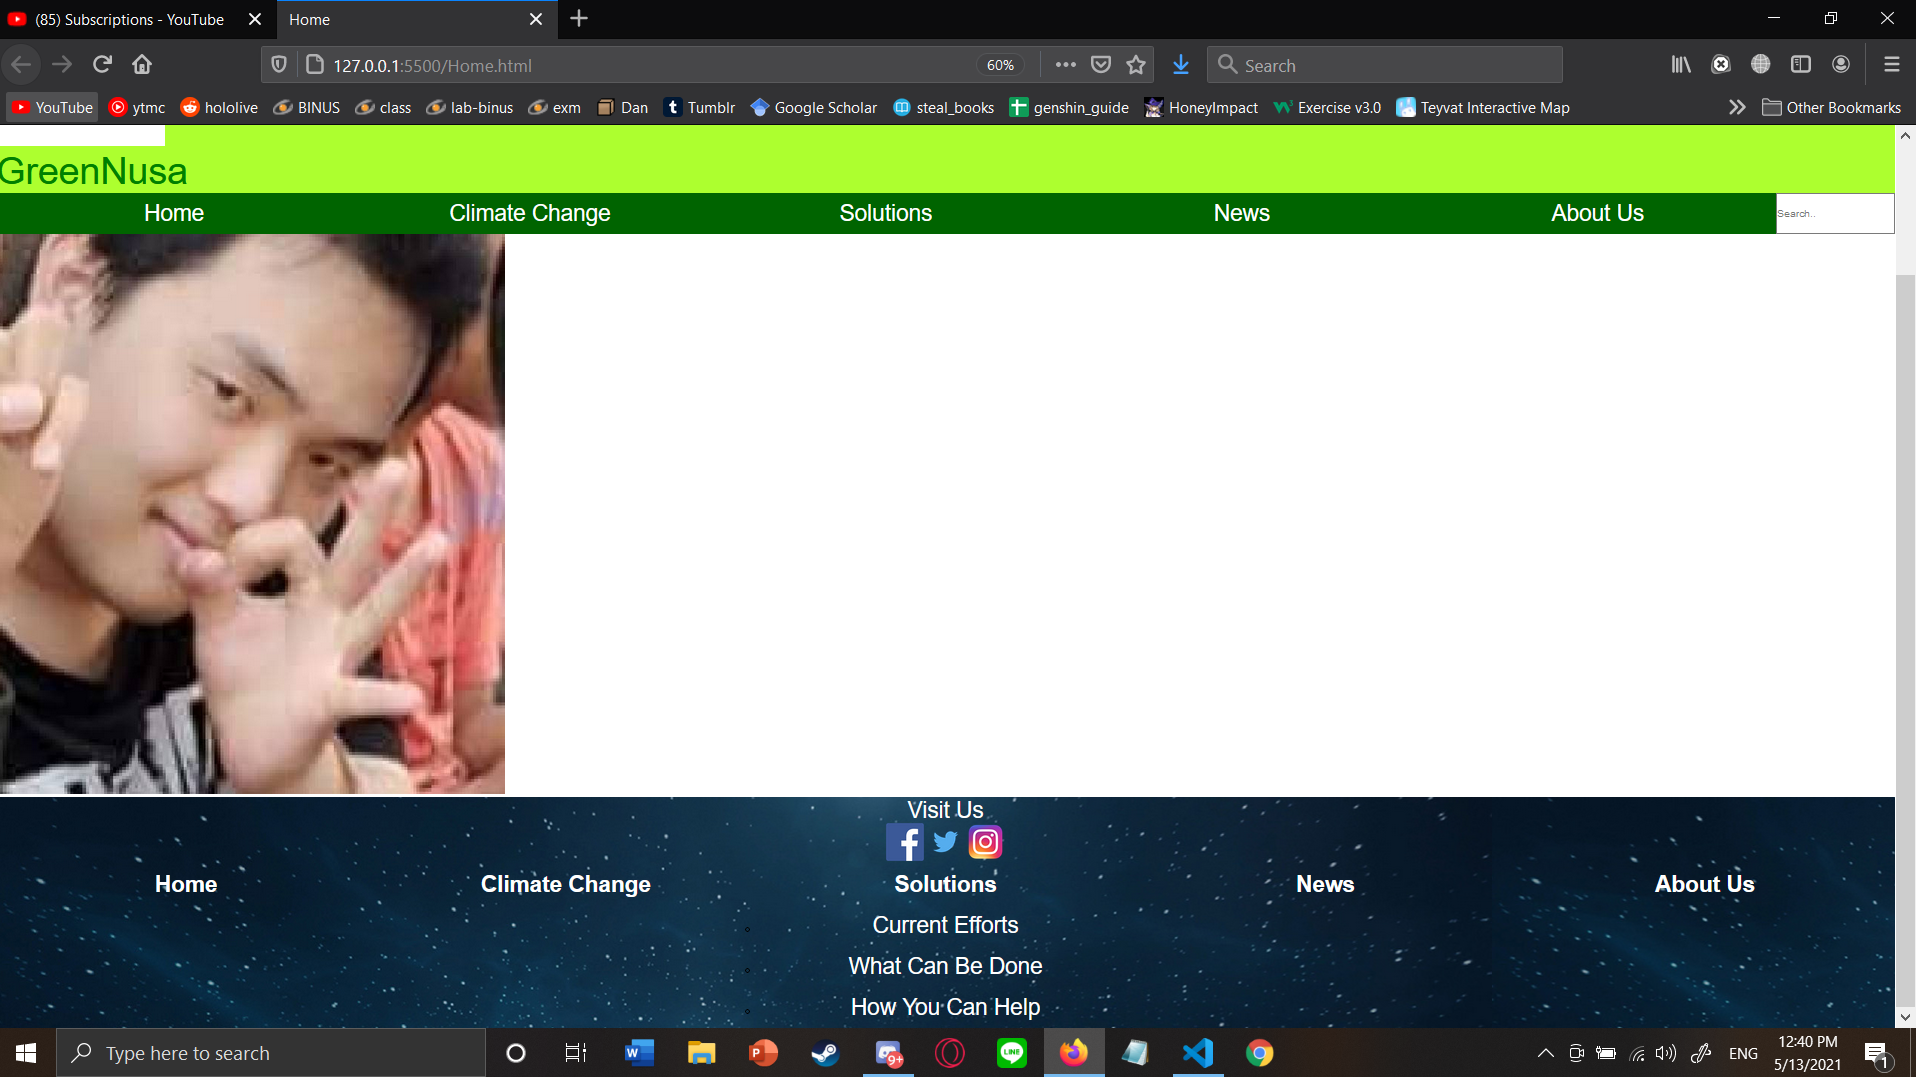 (85) Subscriptions - YouTube
Home
127.0.0.1:5500/Home.html
60%
Search
YouTube
ytmc
hololive
BINUS
class
lab-binus
exm
Dan
Tumblr
Google Scholar
steal_books
genshin_guide
HoneyImpact
Exercise v3.0
Teyvat Interactive Map
Other Bookmarks
GreenNusa
Home
Climate Change
Solutions
News
About Us
Search..
Visit Us
Home
Climate Change
Solutions
News
About Us
Current Efforts
What Can Be Done
How You Can Help
Type here to search
9+
LINE
ENG
12:40 PM
5/13/2021
1